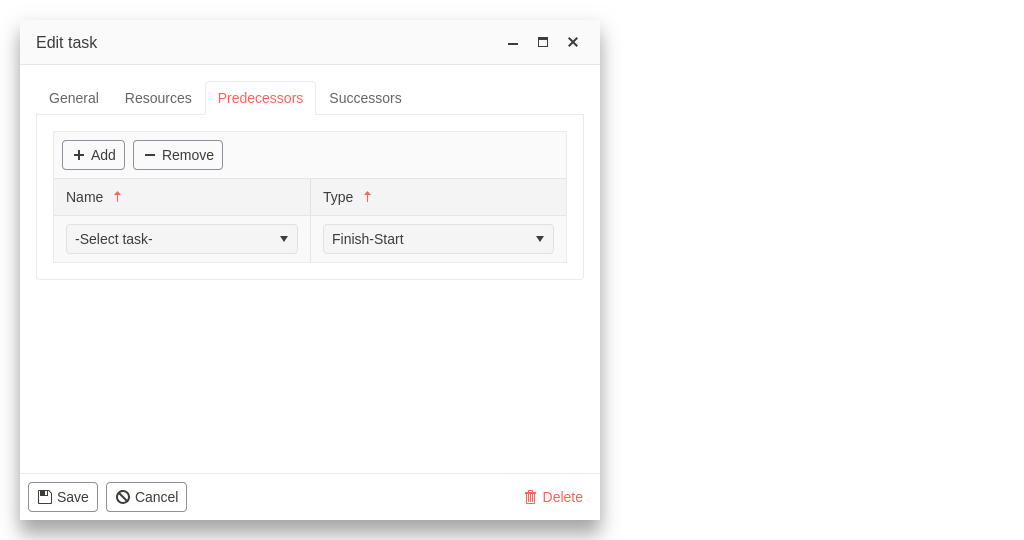 Edit task
General Resources Predecessors Successors
Add Remove
Name Type
-Select task- Finish-Start
Save Cancel Delete